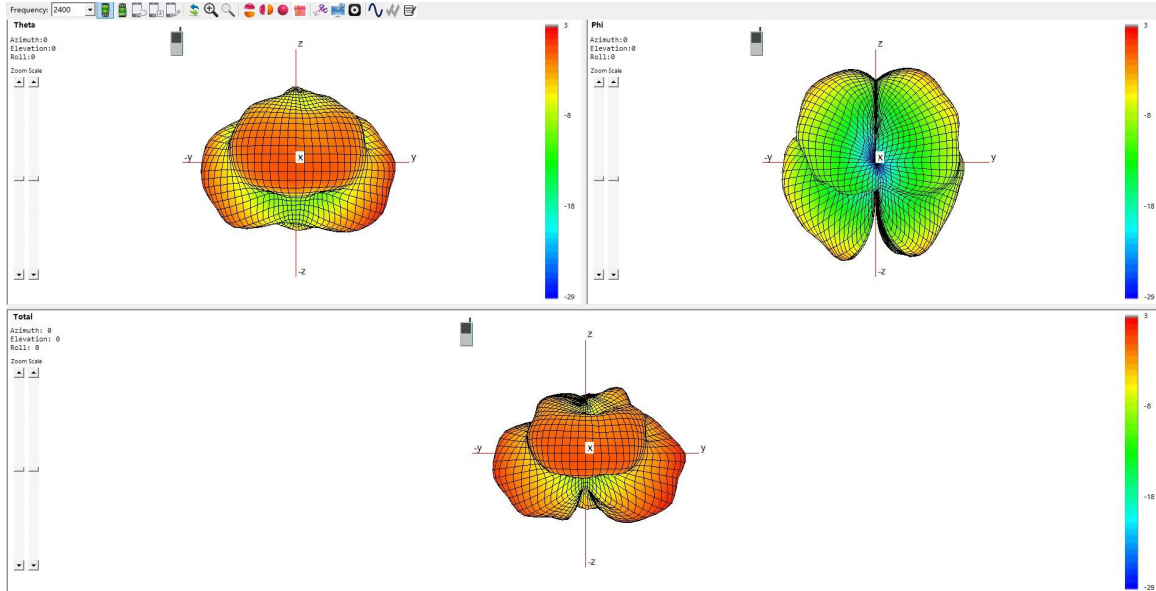 Frequency: 2400
Theta
Azimuth:0
Elevation:0
Roll:0
Zoom Scale
z
-y
x
y
-z
3
-8
-18
-29
Phi
Azimuth:0
Elevation:0
Roll:0
Zoom Scale
z
-y
x
y
-z
3
-8
-18
-29
Total
Azimuth: 0
Elevation: 0
Roll: 0
Zoom Scale
z
-y
x
y
-z
3
-8
-18
-29